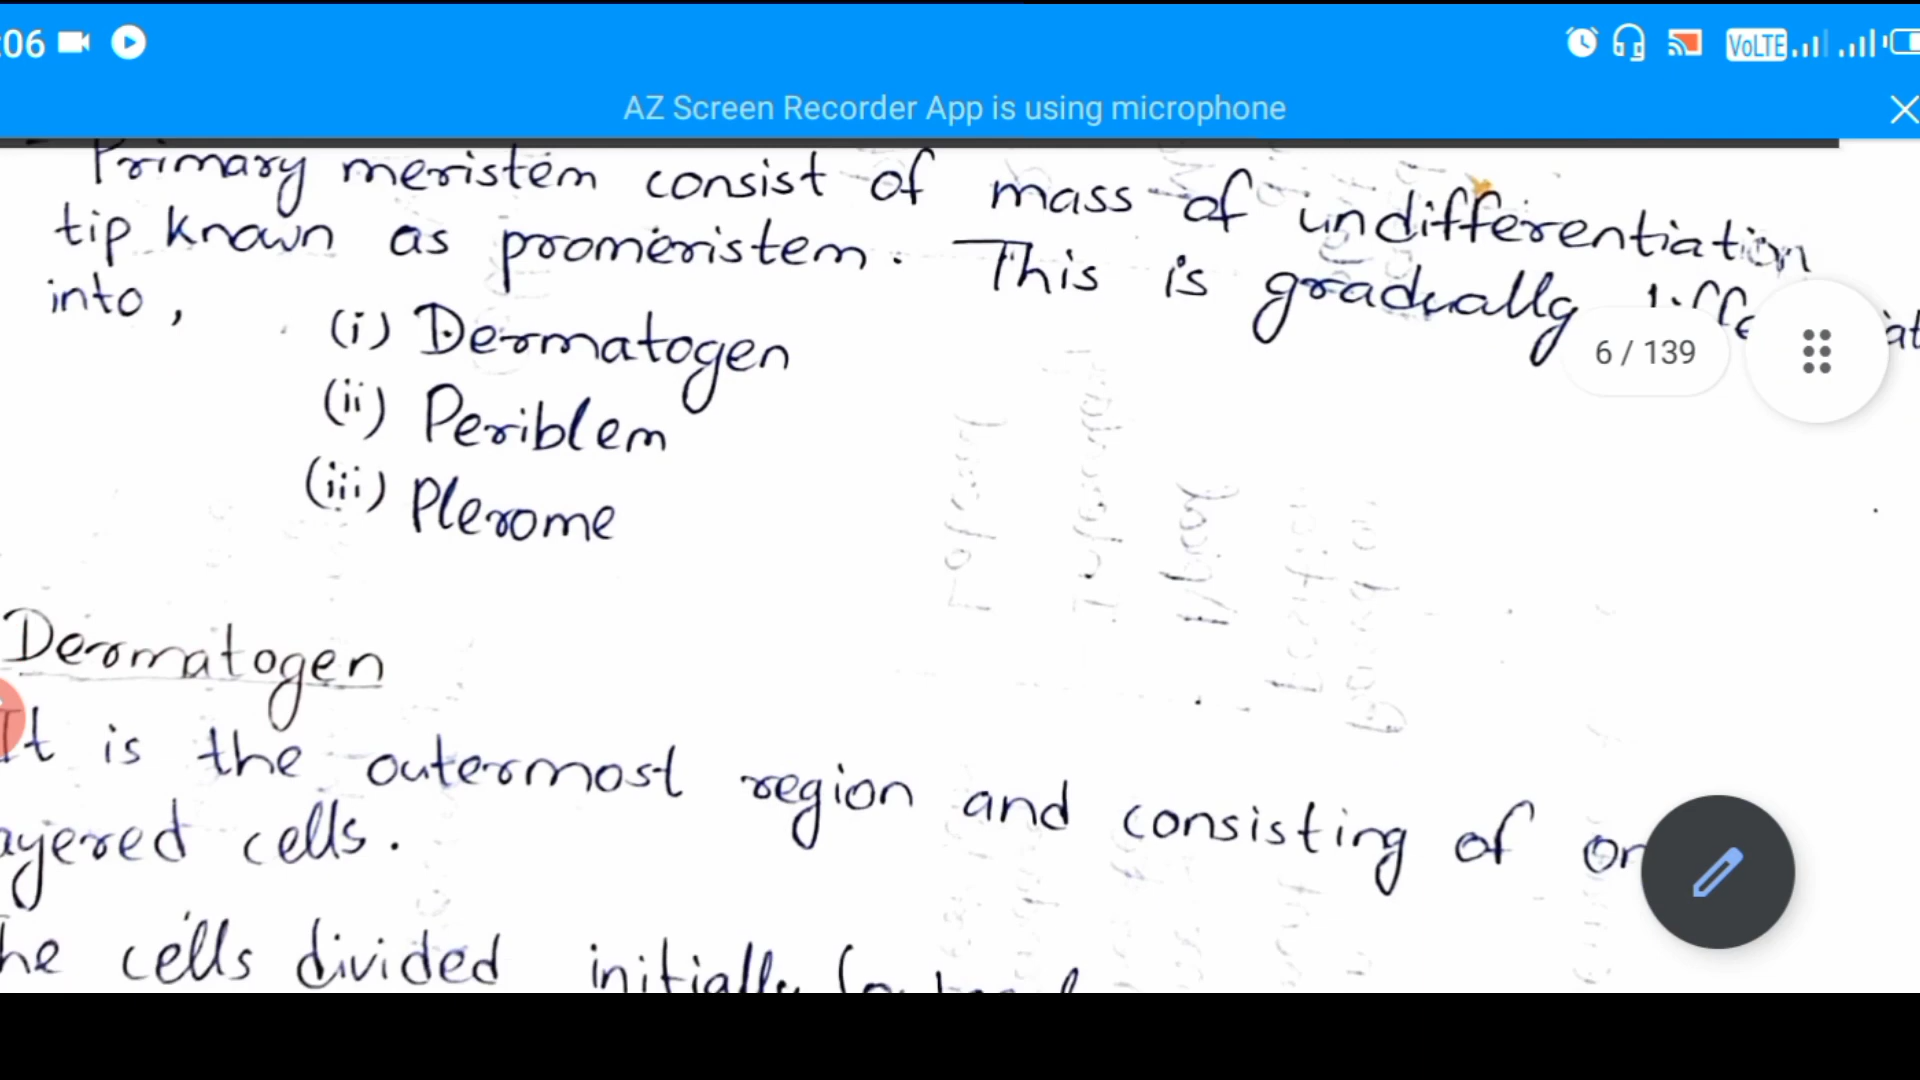 :06
VoLTE
AZ Screen Recorder App is using microphone
Primary meristem consist of mass of undifferentiation
tip known as promeristem. This is gradually
into,
6 / 139
(i) Dermatogen
(ii) Periblem
(iii) Plerome
Dermatogen
It is the outermost region and consisting of
ayered cells.
he cells divided initially